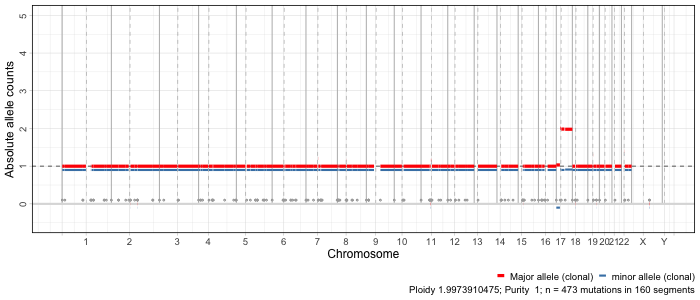 Absolute allele counts
5
4
3
2
1
0
1 2 3 4 5 6 7 8 9 10 11 12 13 14 15 16 17 18 19 20 21 22 X Y
Chromosome
Major allele (clonal) minor allele (clonal)
Ploidy 1.9973910475; Purity 1; n = 473 mutations in 160 segments